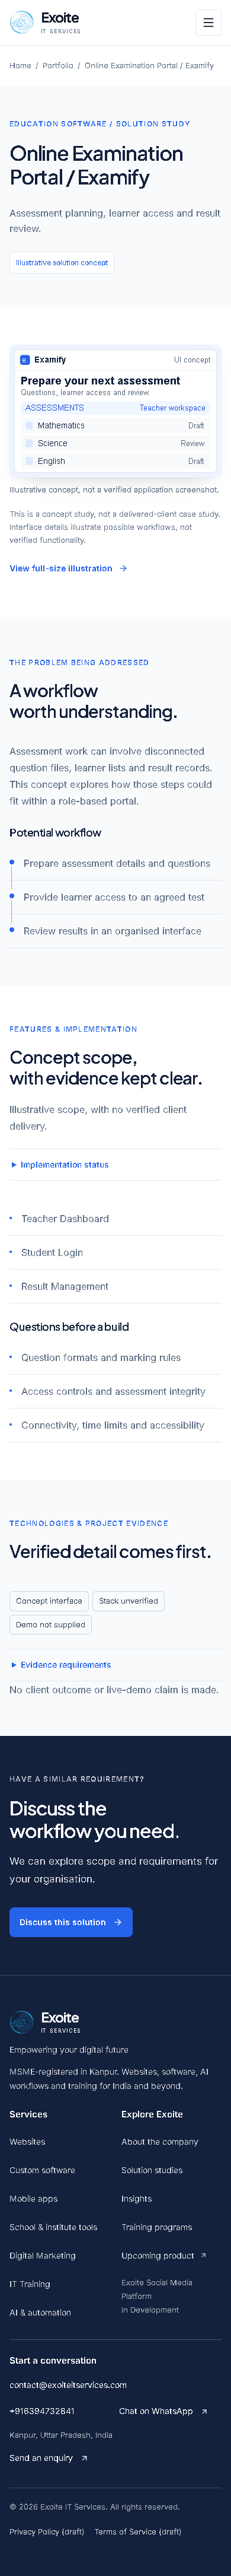 Exoite
IT SERVICES
Home / Portfolio / Online Examination Portal / Examify
EDUCATION SOFTWARE / SOLUTION STUDY
Online Examination
Portal / Examify
Assessment planning, learner access and result
review.
Illustrative solution concept
e. Examify
UI concept
Prepare your next assessment
Questions, learner access and review
ASSESSMENTS
Teacher workspace
Mathematics
Draft
Science
Review
English
Draft
Illustrative concept, not a verified application screenshot.
This is a concept study, not a delivered-client case study.
Interface details illustrate possible workflows, not
verified functionality.
View full-size illustration →
THE PROBLEM BEING ADDRESSED
A workflow
worth understanding.
Assessment work can involve disconnected
question files, learner lists and result records.
This concept explores how those steps could
fit within a role-based portal.
Potential workflow
Prepare assessment details and questions
Provide learner access to an agreed test
Review results in an organised interface
FEATURES & IMPLEMENTATION
Concept scope,
with evidence kept clear.
Illustrative scope, with no verified client
delivery.
▶ Implementation status
• Teacher Dashboard
• Student Login
• Result Management
Questions before a build
• Question formats and marking rules
• Access controls and assessment integrity
• Connectivity, time limits and accessibility
TECHNOLOGIES & PROJECT EVIDENCE
Verified detail comes first.
Concept interface
Stack unverified
Demo not supplied
▶ Evidence requirements
No client outcome or live-demo claim is made.
HAVE A SIMILAR REQUIREMENT?
Discuss the
workflow you need.
We can explore scope and requirements for
your organisation.
Discuss this solution →
Exoite
IT SERVICES
Empowering your digital future
MSME-registered in Kanpur. Websites, software, AI
workflows and training for India and beyond.
Services
Websites
Custom software
Mobile apps
School & institute tools
Digital Marketing
IT Training
AI & automation
Explore Exoite
About the company
Solution studies
Insights
Training programs
Upcoming product ↗
Exoite Social Media
Platform
In Development
Start a conversation
contact@exoiteitservices.com
+916394732841
Chat on WhatsApp ↗
Kanpur, Uttar Pradesh, India
Send an enquiry ↗
© 2026 Exoite IT Services. All rights reserved.
Privacy Policy (draft)
Terms of Service (draft)